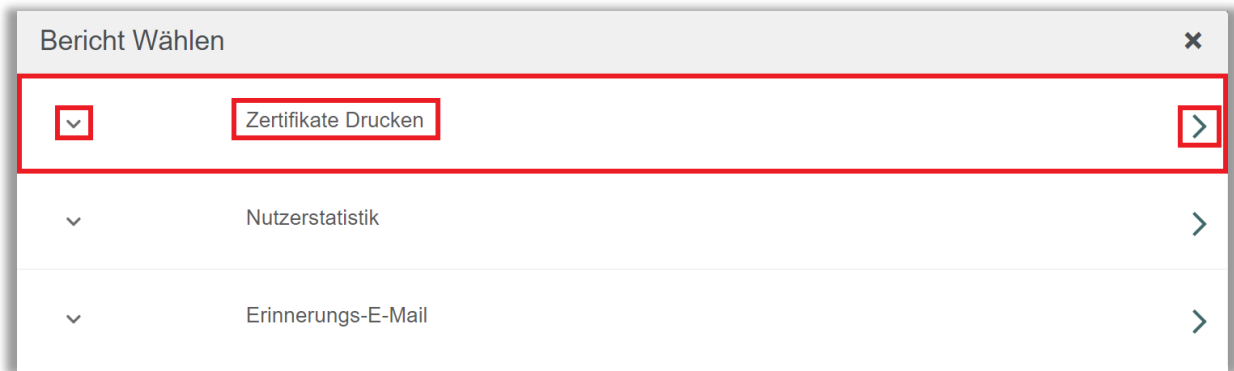 Bericht Wählen
Zertifikate Drucken
Nutzerstatistik
Erinnerungs-E-Mail